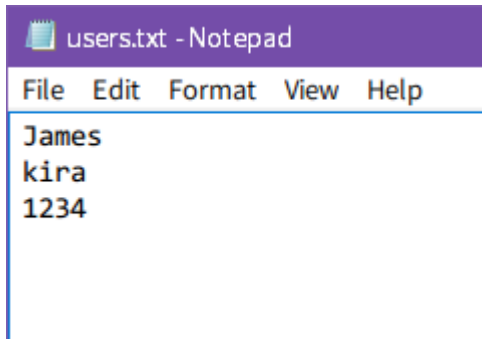 users.txt - Notepad
File Edit Format View Help
James
kira
1234